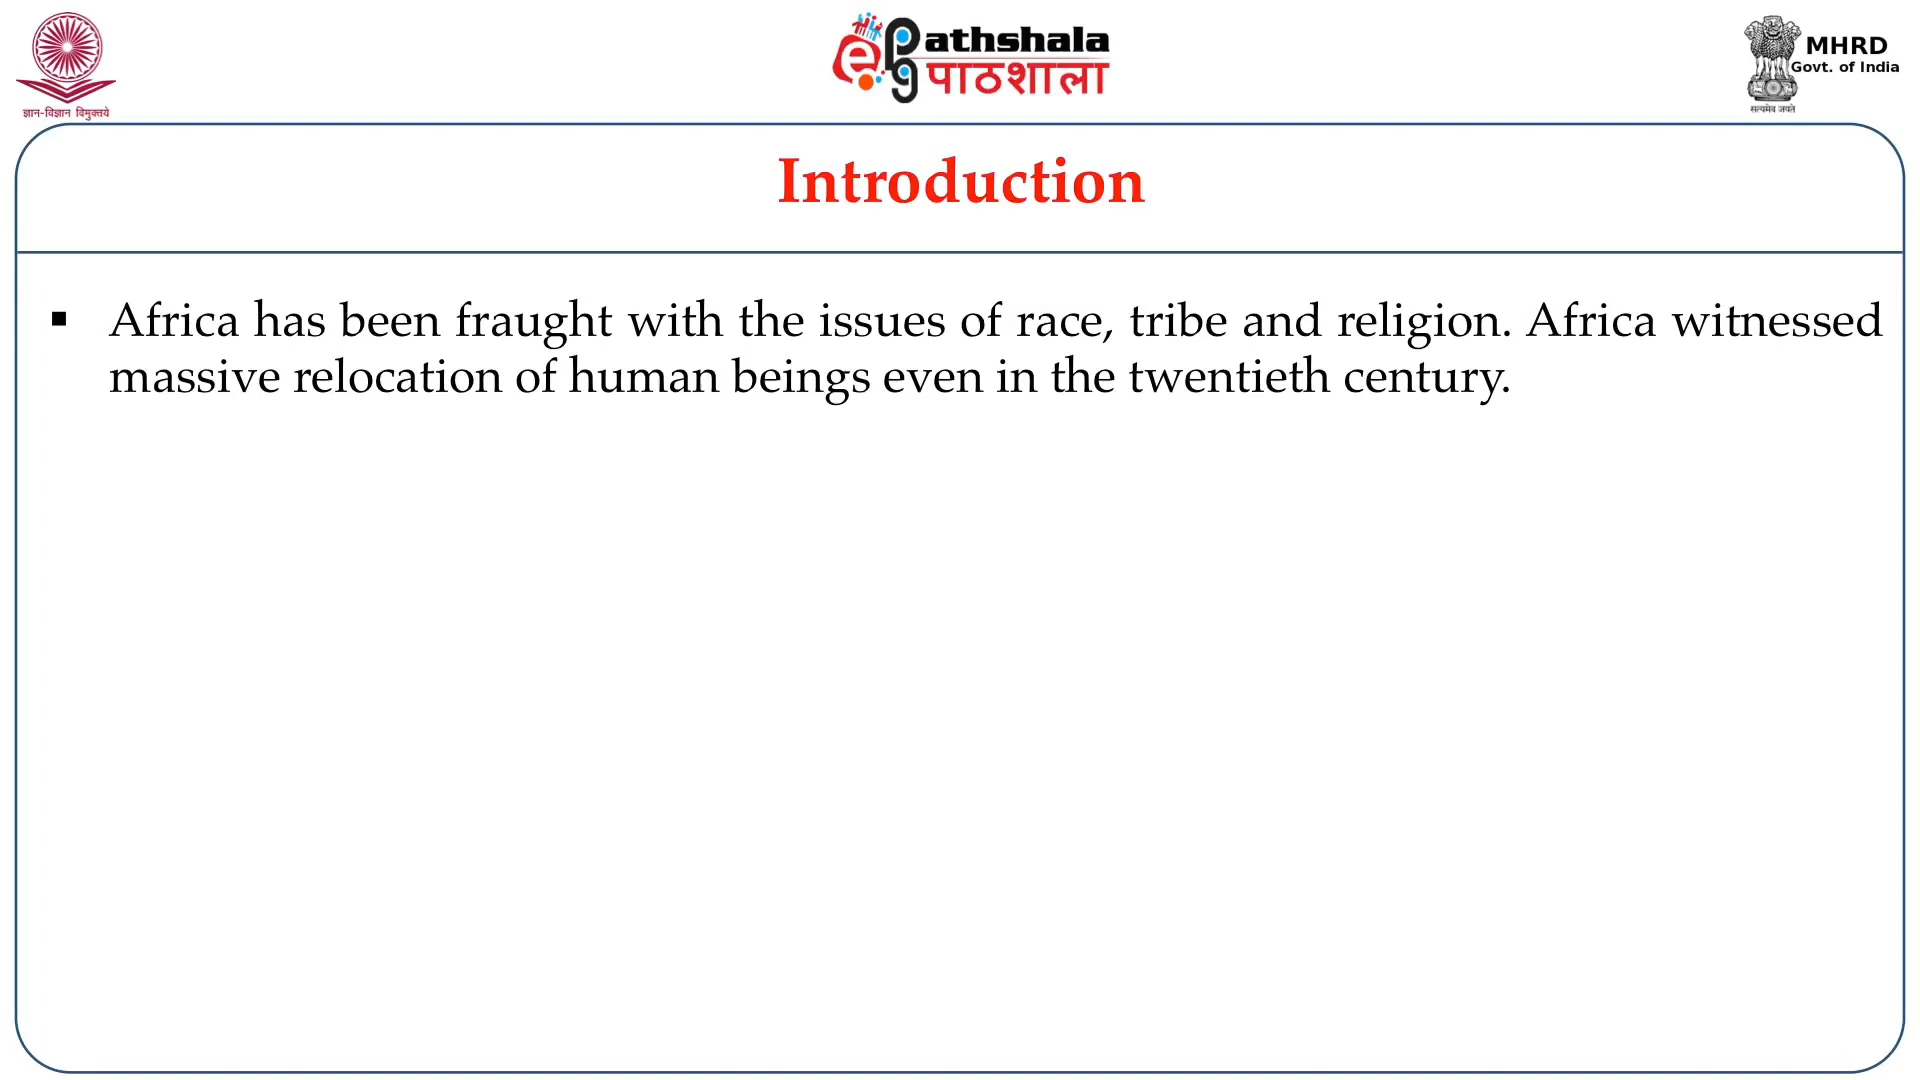 ज्ञान-विज्ञान विमुक्तये
ePathshala
पाठशाला
MHRD
Govt. of India
सत्यमेव जयते
Introduction
▪ Africa has been fraught with the issues of race, tribe and religion. Africa witnessed
massive relocation of human beings even in the twentieth century.